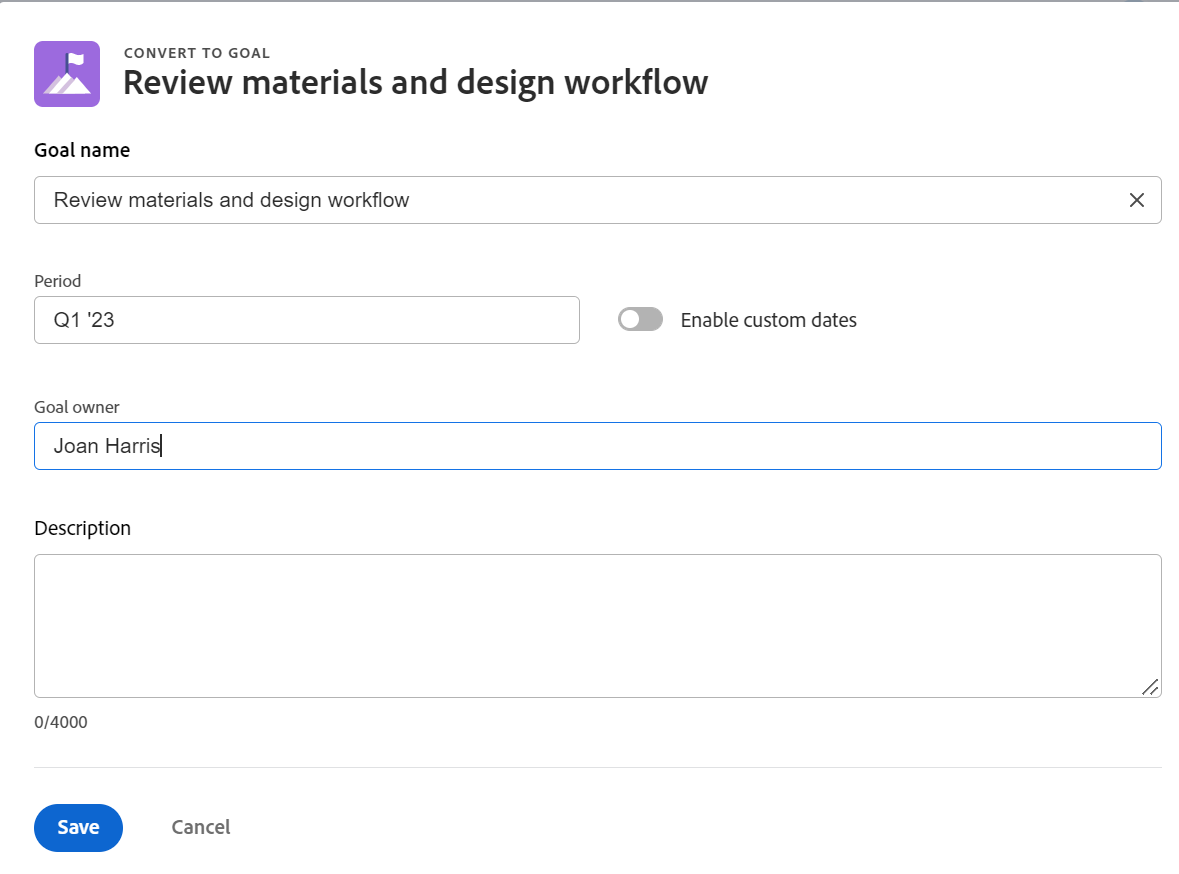 CONVERT TO GOAL
Review materials and design workflow
Goal name
Review materials and design workflow
Period
Q1 '23
Enable custom dates
Goal owner
Joan Harris
Description
0/4000
Save
Cancel